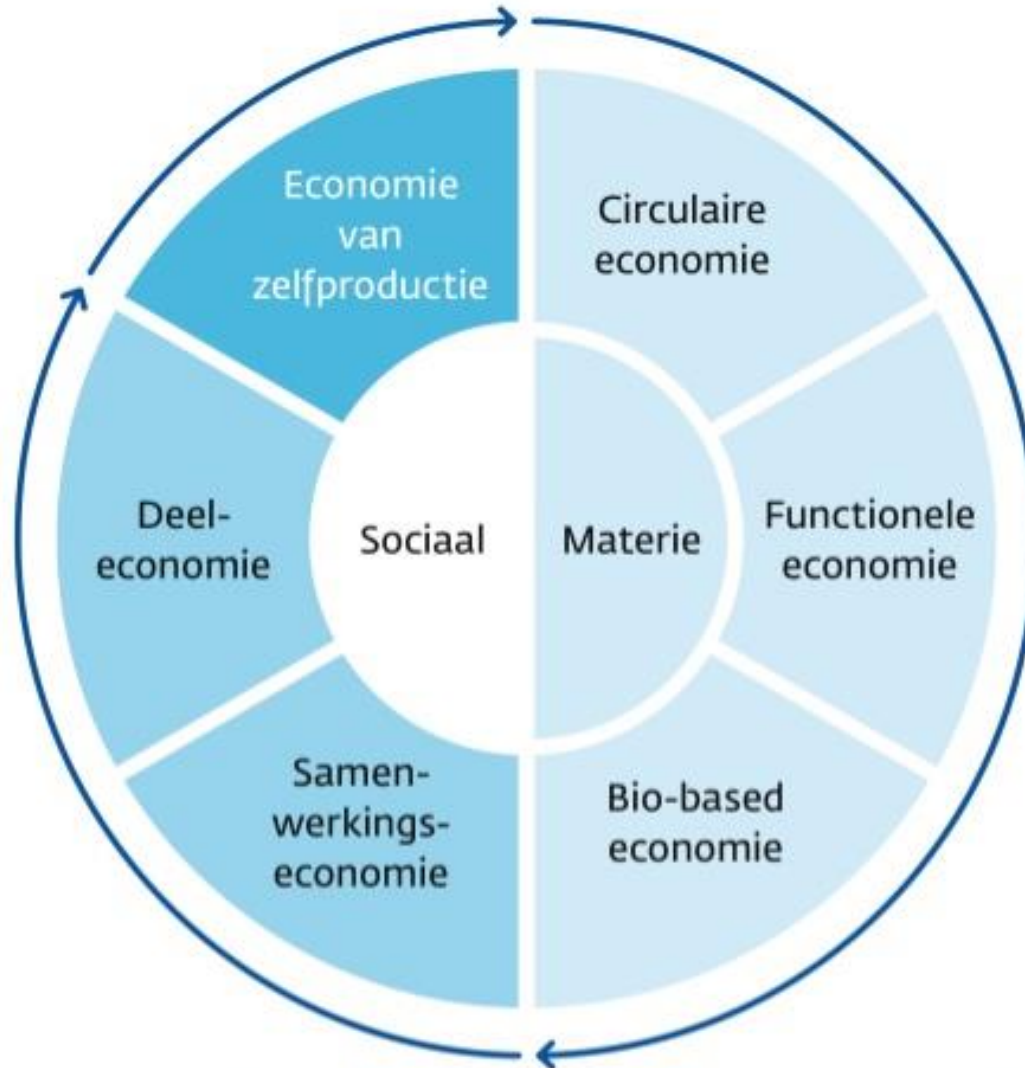 Economie
van
zelfproductie
Circulaire
economie
Deel-
economie
Sociaal
Materie
Functionele
economie
Samen-
werkings-
economie
Bio-based
economie